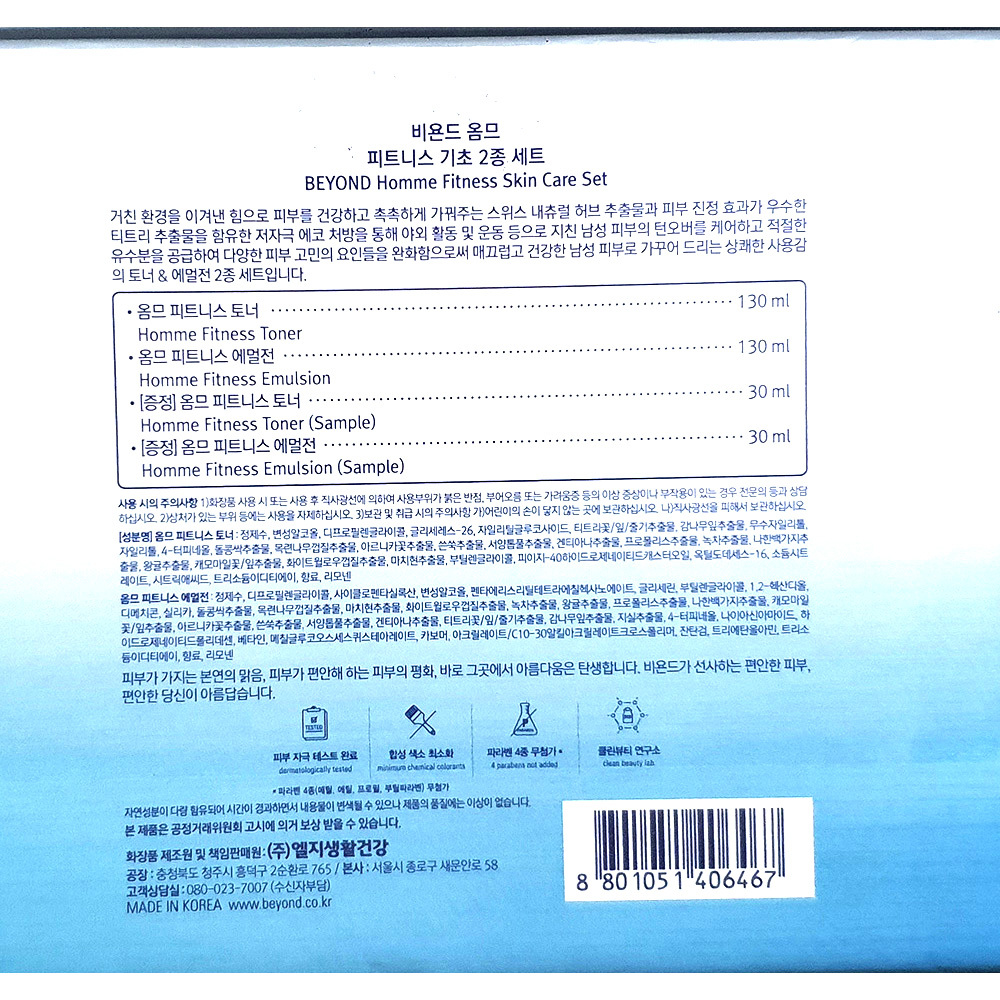 비욘드 옴므
피트니스 기초 2종 세트
BEYOND Homme Fitness Skin Care Set
거친 환경을 이겨낸 힘으로 피부를 건강하고 촉촉하게 가꿔주는 스위스 내츄럴 허브 추출물과 피부 진정 효과가 우수한
티트리 추출물을 함유한 저자극 에코 처방을 통해 야외 활동 및 운동 등으로 지친 남성 피부의 턴오버를 케어하고 적절한
유수분을 공급하여 다양한 피부 고민의 요인들을 완화함으로써 매끄럽고 건강한 남성 피부로 가꾸어 드리는 상쾌한 사용감
의 토너 & 에멀전 2종 세트입니다.
• 옴므 피트니스 토너 ········ 130 ml
Homme Fitness Toner
• 옴므 피트니스 에멀전 ········ 130 ml
Homme Fitness Emulsion
• [증정] 옴므 피트니스 토너 ········ 30 ml
Homme Fitness Toner (Sample)
• [증정] 옴므 피트니스 에멀전 ········ 30 ml
Homme Fitness Emulsion (Sample)
사용 시의 주의사항 1)화장품 사용 시 또는 사용 후 직사광선에 의하여 사용부위가 붉은 반점, 부어오름 또는 가려움증 등의 이상 증상이나 부작용이 있는 경우 전문의 등과 상담
하십시오. 2)상처가 있는 부위 등에는 사용을 자제하십시오. 3)보관 및 취급 시의 주의사항 가)어린이의 손이 닿지 않는 곳에 보관하십시오. 나)직사광선을 피해서 보관하십시오.
[성분명] 옴므 피트니스 토너 : 정제수, 변성알코올, 디프로필렌글라이콜, 글리세레스-26, 자일리틸글루코사이드, 티트리꽃/잎/줄기추출물, 감나무잎추출물, 무수자일리톨,
자일리톨, 4-터피네올, 돌콩싹추출물, 목련나무껍질추출물, 아르니카꽃추출물, 쓴쑥추출물, 서양톱풀추출물, 겐티아나추출물, 프로폴리스추출물, 녹차추출물, 나한백가지추
출물, 왕귤추출물, 캐모마일꽃/잎추출물, 화이트윌로우껍질추출물, 마치현추출물, 부틸렌글라이콜, 피이지-40하이드로제네이티드캐스터오일, 옥틸도데세스-16, 소듐시트
레이트, 시트릭애씨드, 트리소듐이디티에이, 향료, 리모넨
옴므 피트니스 에멀전 : 정제수, 디프로필렌글라이콜, 사이클로펜타실록산, 변성알코올, 펜타에리스리틸테트라에칠헥사노에이트, 글리세린, 부틸렌글라이콜, 1,2-헥산다이올,
디메치콘, 실리카, 돌콩싹추출물, 목련나무껍질추출물, 마치현추출물, 화이트윌로우껍질추출물, 녹차추출물, 왕귤추출물, 프로폴리스추출물, 나한백가지추출물, 캐모마일
꽃/잎추출물, 아르니카꽃추출물, 쓴쑥추출물, 서양톱풀추출물, 겐티아나추출물, 티트리꽃/잎/줄기추출물, 감나무잎추출물, 지실추출물, 4-터피네올, 나이아신아마이드, 하
이드로제네이티드폴리데센, 베타인, 메칠글루코오스세스퀴스테아레이트, 카보머, 아크릴레이트/C10-30알킬아크릴레이트크로스폴리머, 잔탄검, 트리에탄올아민, 트리소
듐이디티에이, 향료, 리모넨
피부가 가지는 본연의 맑음, 피부가 편안해 하는 피부의 평화, 바로 그곳에서 아름다움은 탄생합니다. 비욘드가 선사하는 편안한 피부,
편안한 당신이 아름답습니다.
TESTED
피부 자극 테스트 완료
dermatologically tested
합성 색소 최소화
minimum chemical colorants
파라벤 4종 무첨가*
4 parabens not added
클린뷰티 연구소
clean beauty lab.
* 파라벤 4종(메틸, 에틸, 프로필, 부틸파라벤) 무첨가
자연성분이 다량 함유되어 시간이 경과하면서 내용물이 변색될 수 있으나 제품의 품질에는 이상이 없습니다.
본 제품은 공정거래위원회 고시에 의거 보상 받을 수 있습니다.
화장품 제조원 및 책임판매원 : (주)엘지생활건강
공장 : 충청북도 청주시 흥덕구 2순환로 765 / 본사 : 서울시 종로구 새문안로 58
고객상담실 : 080-023-7007 (수신자부담)
MADE IN KOREA www.beyond.co.kr
8 801051 406467